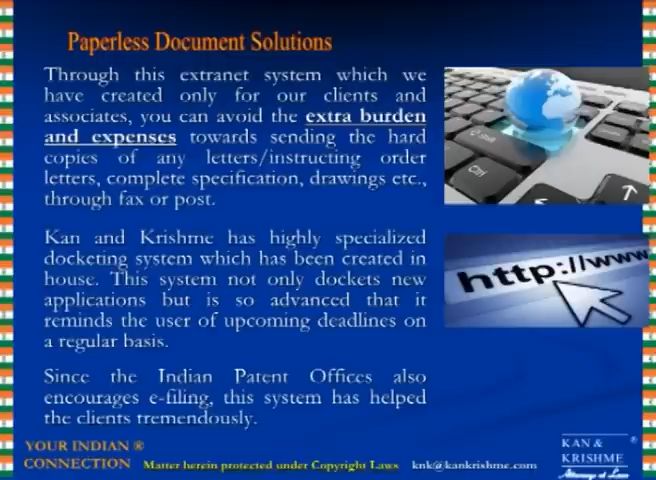 Paperless Document Solutions
Through this extranet system which we
have created only for our clients and
associates, you can avoid the extra burden
and expenses towards sending the hard
copies of any letters/instructing order
letters, complete specification, drawings etc.,
through fax or post.
Kan and Krishme has highly specialized
docketing system which has been created in
house. This system not only dockets new
applications but is so advanced that it
reminds the user of upcoming deadlines on
a regular basis.
Since the Indian Patent Offices also
encourages e-filing, this system has helped
the clients tremendously.
Shift
Ctrl
http://www
YOUR INDIAN ®
CONNECTION
Matter herein protected under Copyright Laws knk@kankrishme.com
KAN & ®
KRISHME
Attorneys at Law